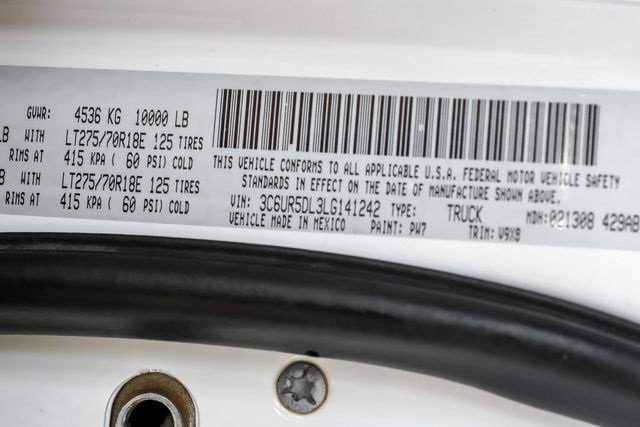 GVWR: 4536 KG 10000 LB
LB WITH LT275/70R18E 125 TIRES
RIMS AT 415 KPA ( 60 PSI) COLD
B WITH LT275/70R18E 125 TIRES
RIMS AT 415 KPA ( 60 PSI) COLD
THIS VEHICLE CONFORMS TO ALL APPLICABLE U.S.A. FEDERAL MOTOR VEHICLE SAFETY
STANDARDS IN EFFECT ON THE DATE OF MANUFACTURE SHOWN ABOVE.
VIN: 3C6UR5DL3LG141242 TYPE: TRUCK MDH:021308 429AB
VEHICLE MADE IN MEXICO PAINT: PW7 TRIM: V9X8